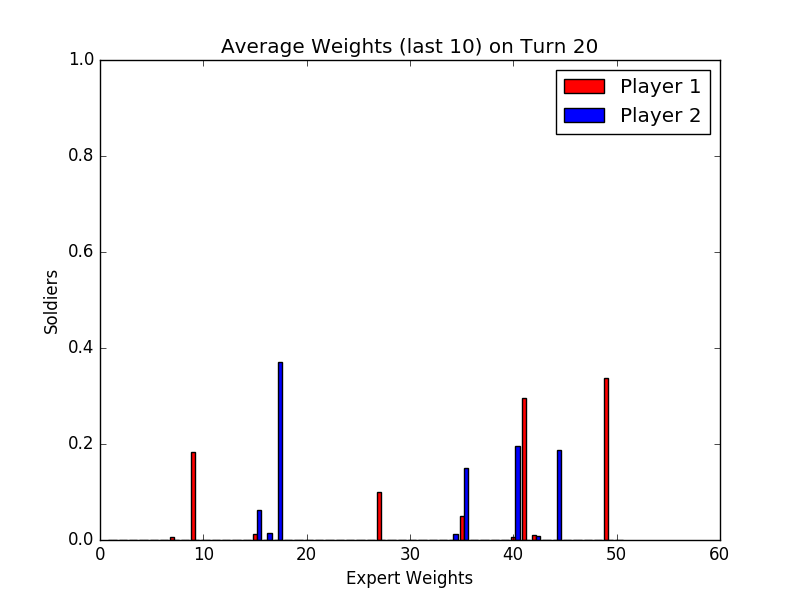 Average Weights (last 10) on Turn 20
1.0
0.8
0.6
0.4
0.2
0.0
Soldiers
Player 1
Player 2
0 10 20 30 40 50 60
Expert Weights